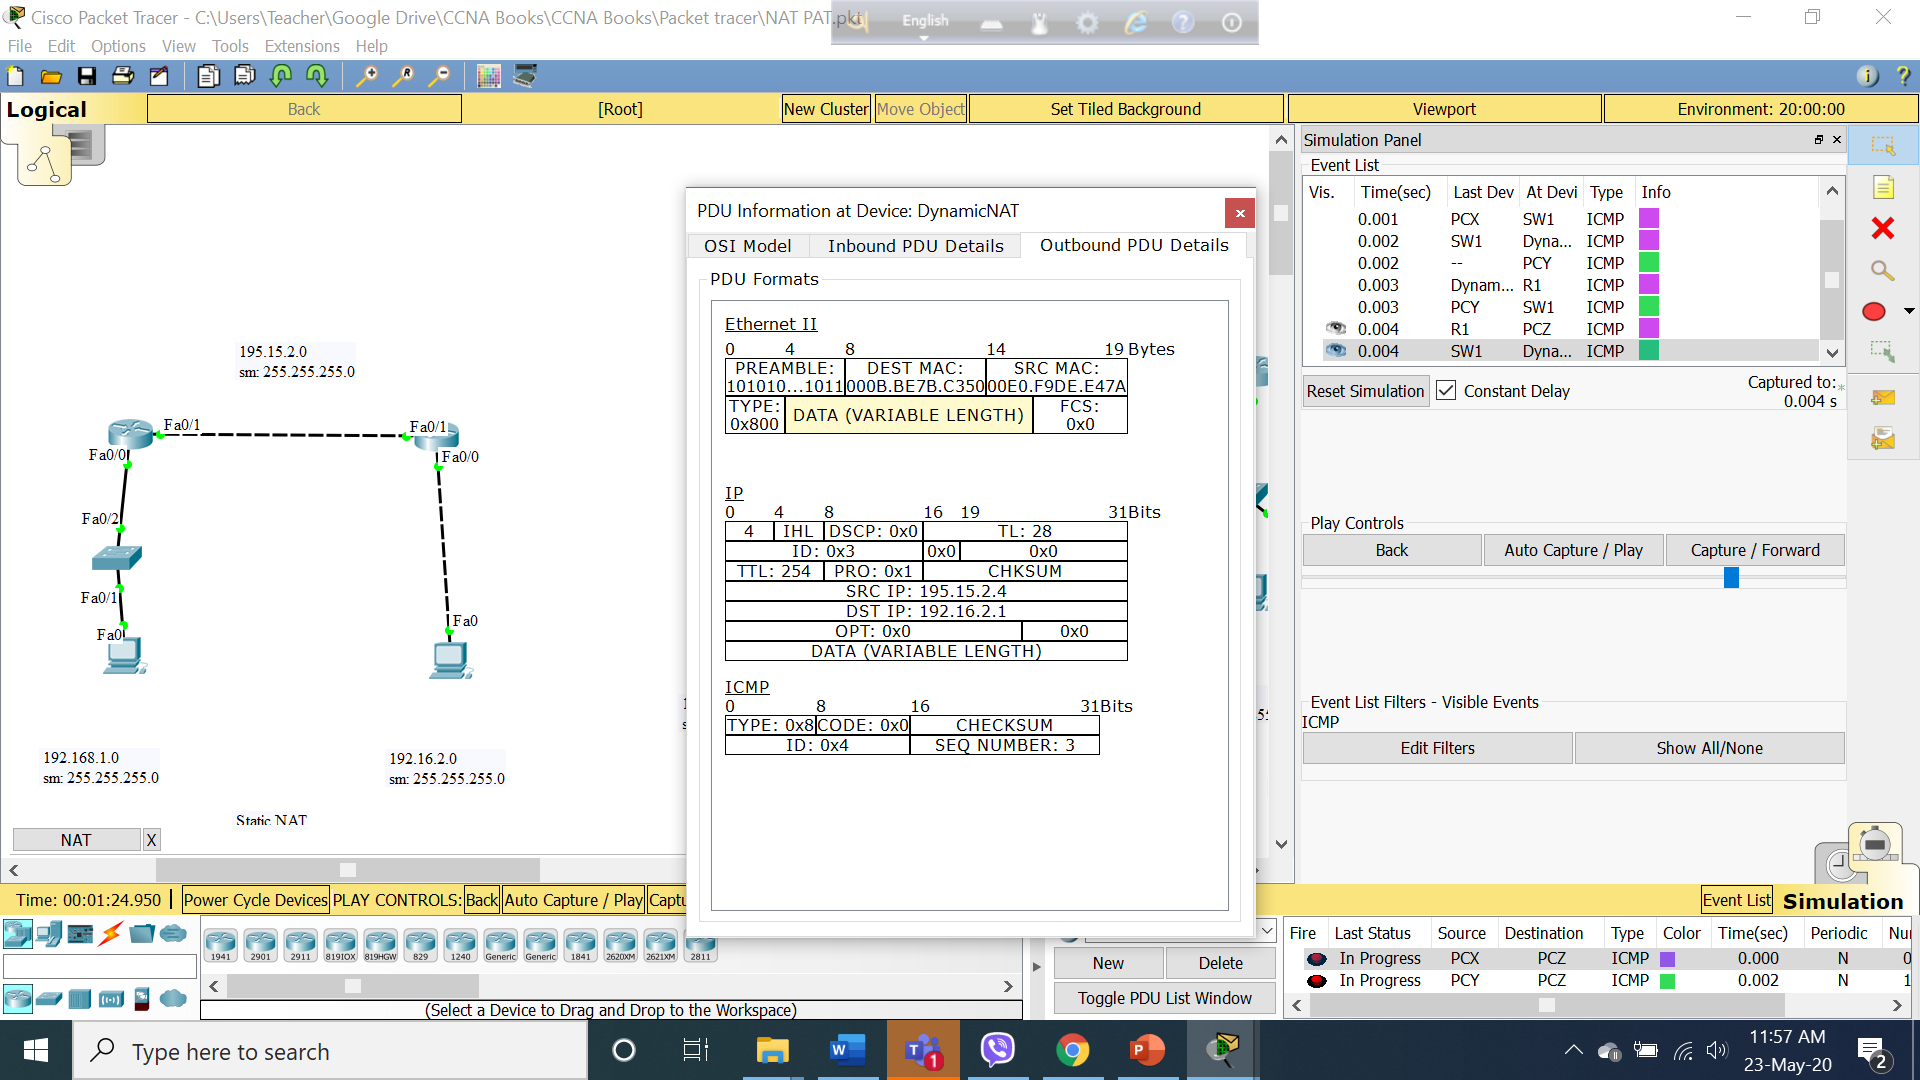 Cisco Packet Tracer - C:\Users\Teacher\Google Drive\CCNA Books\CCNA Books\Packet tracer\NAT PAT.pkt
English
File Edit Options View Tools Extensions Help
Logical Back [Root] New Cluster Move Object Set Tiled Background Viewport Environment: 20:00:00
Simulation Panel
Event List
Vis. Time(sec) Last Dev At Devi Type Info
0.001 PCX SW1 ICMP
0.002 SW1 Dyna... ICMP
0.002 -- PCY ICMP
0.003 Dynam... R1 ICMP
0.003 PCY SW1 ICMP
0.004 R1 PCZ ICMP
0.004 SW1 Dyna... ICMP
Reset Simulation Constant Delay Captured to:*
0.004 s
Play Controls
Back Auto Capture / Play Capture / Forward
Event List Filters - Visible Events
ICMP
Edit Filters Show All/None
PDU Information at Device: DynamicNAT x
OSI Model Inbound PDU Details Outbound PDU Details
PDU Formats
Ethernet II
0 4 8 14 19 Bytes
PREAMBLE: DEST MAC: SRC MAC:
101010...1011 000B.BE7B.C350 00E0.F9DE.E47A
TYPE: DATA (VARIABLE LENGTH) FCS:
0x800 0x0
IP
0 4 8 16 19 31 Bits
4 IHL DSCP: 0x0 TL: 28
ID: 0x3 0x0 0x0
TTL: 254 PRO: 0x1 CHKSUM
SRC IP: 195.15.2.4
DST IP: 192.16.2.1
OPT: 0x0 0x0
DATA (VARIABLE LENGTH)
ICMP
0 8 16 31 Bits
TYPE: 0x8 CODE: 0x0 CHECKSUM
ID: 0x4 SEQ NUMBER: 3
195.15.2.0
sm: 255.255.255.0
Fa0/1 Fa0/1
Fa0/0 Fa0/0
Fa0/2
Fa0/1
Fa0 Fa0
192.168.1.0
sm: 255.255.255.0
192.16.2.0
sm: 255.255.255.0
Static NAT
NAT X
Time: 00:01:24.950 Power Cycle Devices PLAY CONTROLS: Back Auto Capture / Play Captu
Event List Simulation
1941 2901 2911 819IOX 819HGW 829 1240 Generic Generic 1841 2620XM 2621XM 2811
(Select a Device to Drag and Drop to the Workspace)
New Delete
Toggle PDU List Window
Fire Last Status Source Destination Type Color Time(sec) Periodic Nu
In Progress PCX PCZ ICMP 0.000 N 0
In Progress PCY PCZ ICMP 0.002 N 1
Type here to search
1
11:57 AM
23-May-20
2